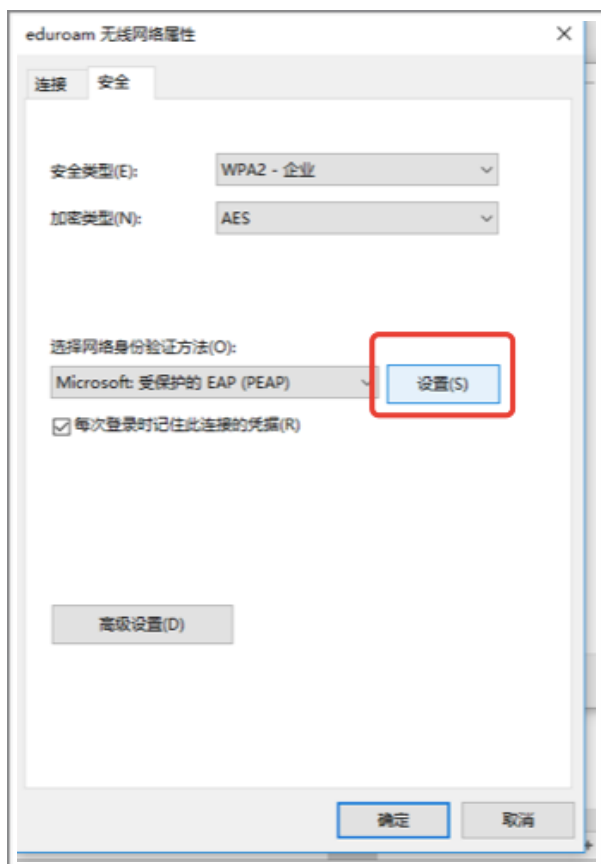 eduroam 无线网络属性
连接 安全
安全类型(E): WPA2 - 企业
加密类型(N): AES
选择网络身份验证方法(O):
Microsoft: 受保护的 EAP (PEAP) 设置(S)
每次登录时记住此连接的凭据(R)
高级设置(D)
确定 取消